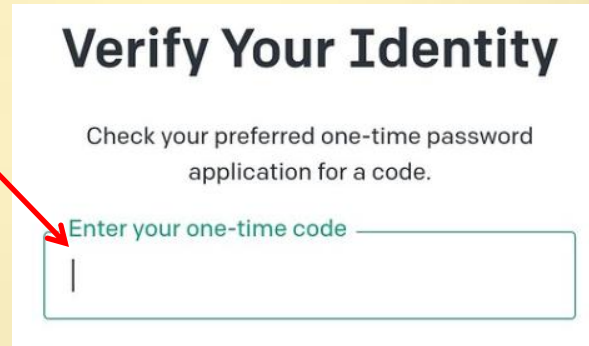 Verify Your Identity
Check your preferred one-time password
application for a code.
Enter your one-time code